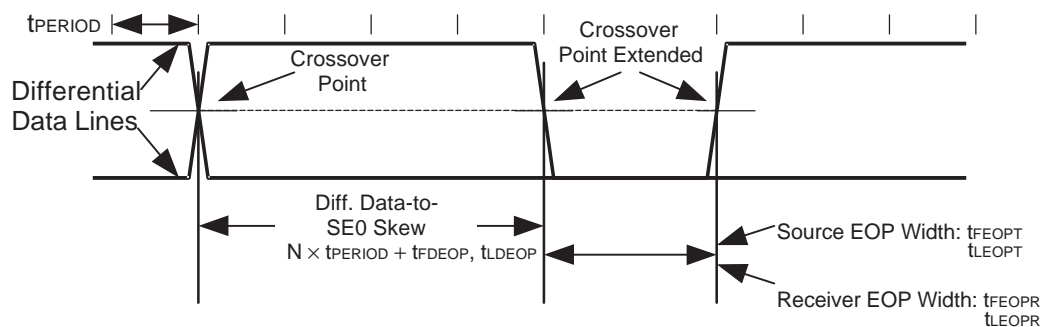 tPERIOD
Crossover
Point
Crossover
Point Extended
Differential
Data Lines
Diff. Data-to-
SE0 Skew
N × tPERIOD + tFDEOP, tLDEOP
Source EOP Width: tFEOPT
tLEOPT
Receiver EOP Width: tFEOPR
tLEOPR